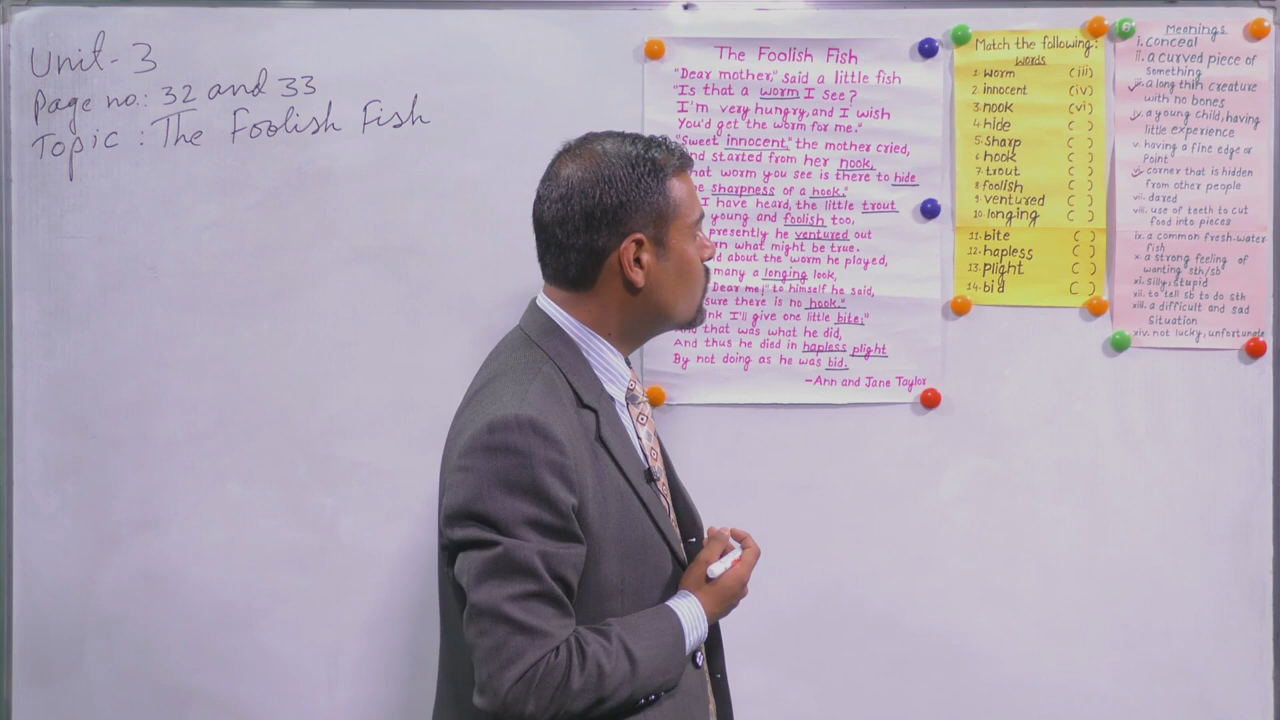 Unit- 3
Page no.: 32 and 33
Topic : The Foolish Fish
The Foolish Fish
"Dear mother," said a little fish
"Is that a worm I see?
I'm very hungry, and I wish
You'd get the worm for me."
"Sweet innocent," the mother cried,
nd started from her nook,
hat worm you see is there to hide
e sharpness of a hook."
I have heard, the little trout
young and foolish too,
presently he ventured out
rn what might be true.
d about the worm he played,
many a longing look,
Dear me!" to himself he said,
sure there is no hook."
nk I'll give one little bite;"
And that was what he did,
And thus he died in hapless plight
By not doing as he was bid.
-Ann and Jane Taylor
Match the following:
Words
1. worm (iii)
2. innocent (iv)
3. nook (vi)
4. hide ( )
5. Sharp ( )
6. hook ( )
7. trout ( )
8. foolish ( )
9. ventured ( )
10. longing ( )
11. bite ( )
12. hapless ( )
13. plight ( )
14. bid ( )
Meanings
i. conceal
ii. a curved piece of
something
iii. a long thin creature
with no bones
iv. a young child, having
little experience
v. having a fine edge or
Point
vi. corner that is hidden
from other people
vii. dared
viii. use of teeth to cut
food into pieces
ix. a common fresh-water
fish
x. a strong feeling of
wanting sth/sb
xi. Silly, stupid
xii. to tell sb to do sth
xiii. a difficult and sad
Situation
xiv. not lucky, unfortunate